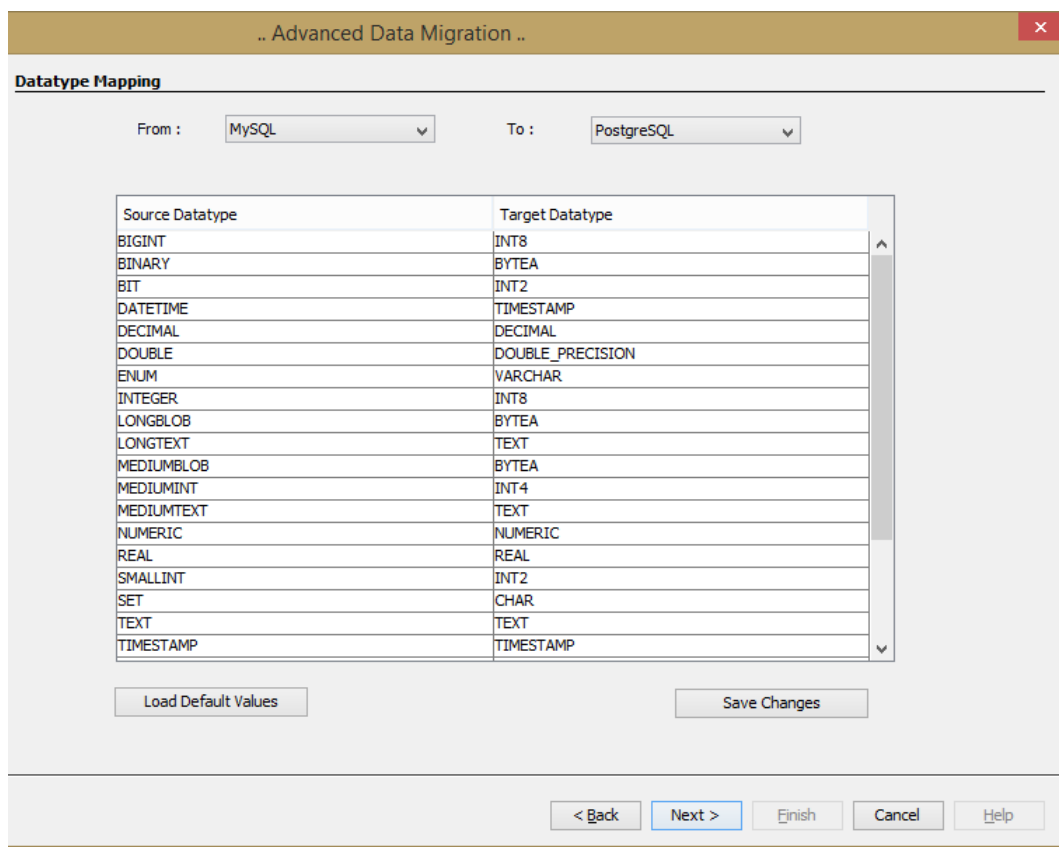 .. Advanced Data Migration ..
Datatype Mapping
From : MySQL To : PostgreSQL
Source Datatype Target Datatype
BIGINT INT8
BINARY BYTEA
BIT INT2
DATETIME TIMESTAMP
DECIMAL DECIMAL
DOUBLE DOUBLE_PRECISION
ENUM VARCHAR
INTEGER INT8
LONGBLOB BYTEA
LONGTEXT TEXT
MEDIUMBLOB BYTEA
MEDIUMINT INT4
MEDIUMTEXT TEXT
NUMERIC NUMERIC
REAL REAL
SMALLINT INT2
SET CHAR
TEXT TEXT
TIMESTAMP TIMESTAMP
Load Default Values Save Changes
< Back Next > Finish Cancel Help